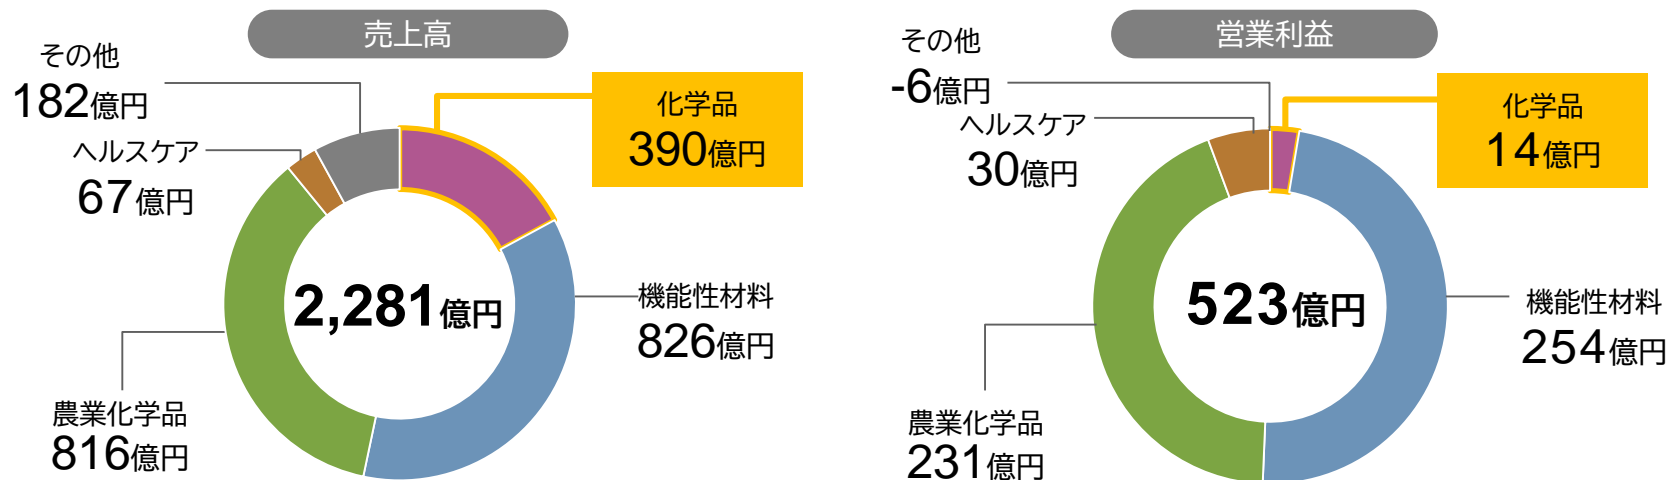 売上高
その他
182億円
ヘルスケア
67億円
化学品
390億円
2,281億円
機能性材料
826億円
農業化学品
816億円
営業利益
その他
-6億円
ヘルスケア
30億円
化学品
14億円
523億円
機能性材料
254億円
農業化学品
231億円